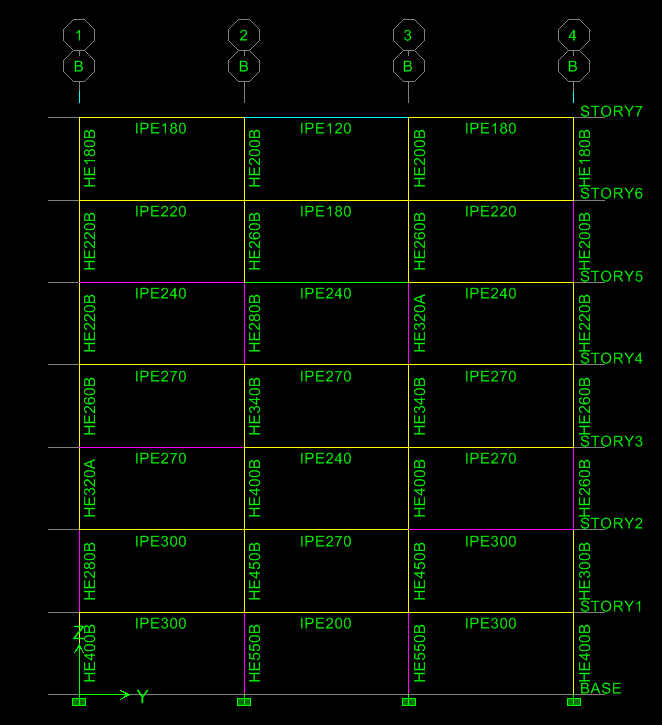 1 2 3 4
B B B B
STORY7
IPE180 IPE120 IPE180
HE180B HE200B HE200B HE180B
STORY6
IPE220 IPE180 IPE220
HE220B HE260B HE260B HE200B
STORY5
IPE240 IPE240 IPE240
HE220B HE280B HE320A HE220B
STORY4
IPE270 IPE270 IPE270
HE260B HE340B HE340B HE260B
STORY3
IPE270 IPE240 IPE270
HE320A HE400B HE400B HE260B
STORY2
IPE300 IPE270 IPE300
HE280B HE450B HE450B HE300B
STORY1
IPE300 IPE200 IPE300
Z
HE400B HE550B HE550B HE400B
BASE
Y